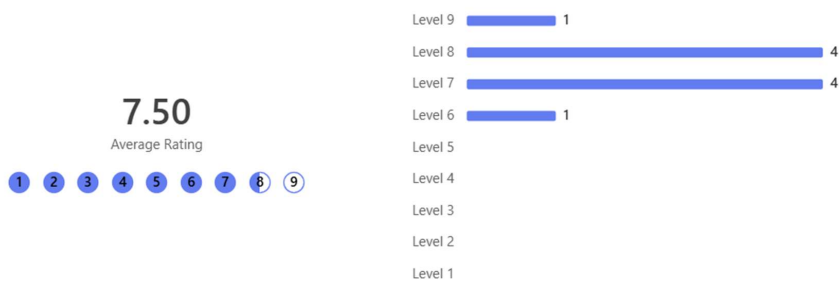 7.50
Average Rating
1 2 3 4 5 6 7 8 9
Level 9 1
Level 8 4
Level 7 4
Level 6 1
Level 5
Level 4
Level 3
Level 2
Level 1